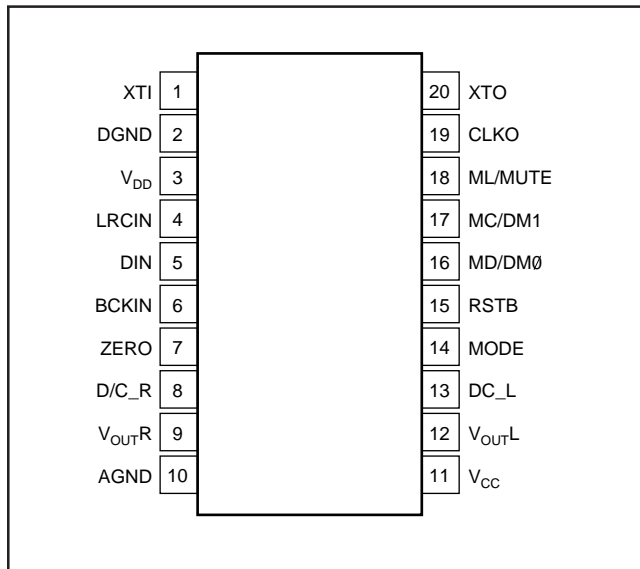 XTI 1 20 XTO
DGND 2 19 CLKO
VDD 3 18 ML/MUTE
LRCIN 4 17 MC/DM1
DIN 5 16 MD/DM0
BCKIN 6 15 RSTB
ZERO 7 14 MODE
D/C_R 8 13 DC_L
VOUTR 9 12 VOUTL
AGND 10 11 VCC